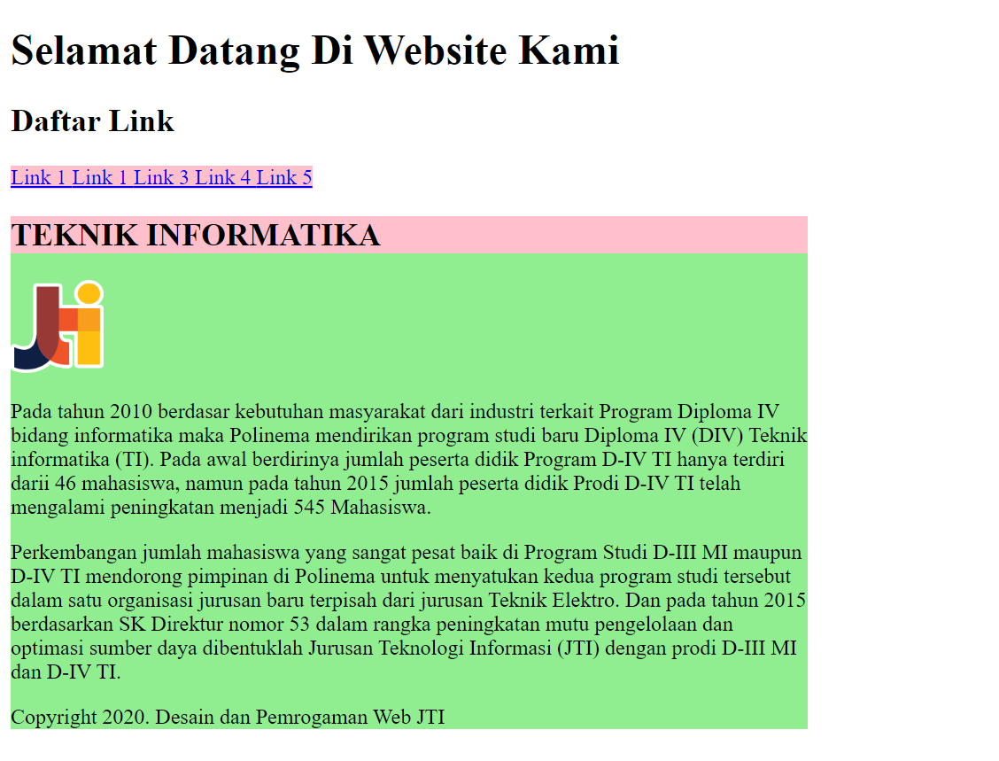 Selamat Datang Di Website Kami
Daftar Link
Link 1 Link 1 Link 3 Link 4 Link 5
TEKNIK INFORMATIKA
Jti
Pada tahun 2010 berdasar kebutuhan masyarakat dari industri terkait Program Diploma IV
bidang informatika maka Polinema mendirikan program studi baru Diploma IV (DIV) Teknik
informatika (TI). Pada awal berdirinya jumlah peserta didik Program D-IV TI hanya terdiri
darii 46 mahasiswa, namun pada tahun 2015 jumlah peserta didik Prodi D-IV TI telah
mengalami peningkatan menjadi 545 Mahasiswa.
Perkembangan jumlah mahasiswa yang sangat pesat baik di Program Studi D-III MI maupun
D-IV TI mendorong pimpinan di Polinema untuk menyatukan kedua program studi tersebut
dalam satu organisasi jurusan baru terpisah dari jurusan Teknik Elektro. Dan pada tahun 2015
berdasarkan SK Direktur nomor 53 dalam rangka peningkatan mutu pengelolaan dan
optimasi sumber daya dibentuklah Jurusan Teknologi Informasi (JTI) dengan prodi D-III MI
dan D-IV TI.
Copyright 2020. Desain dan Pemrogaman Web JTI